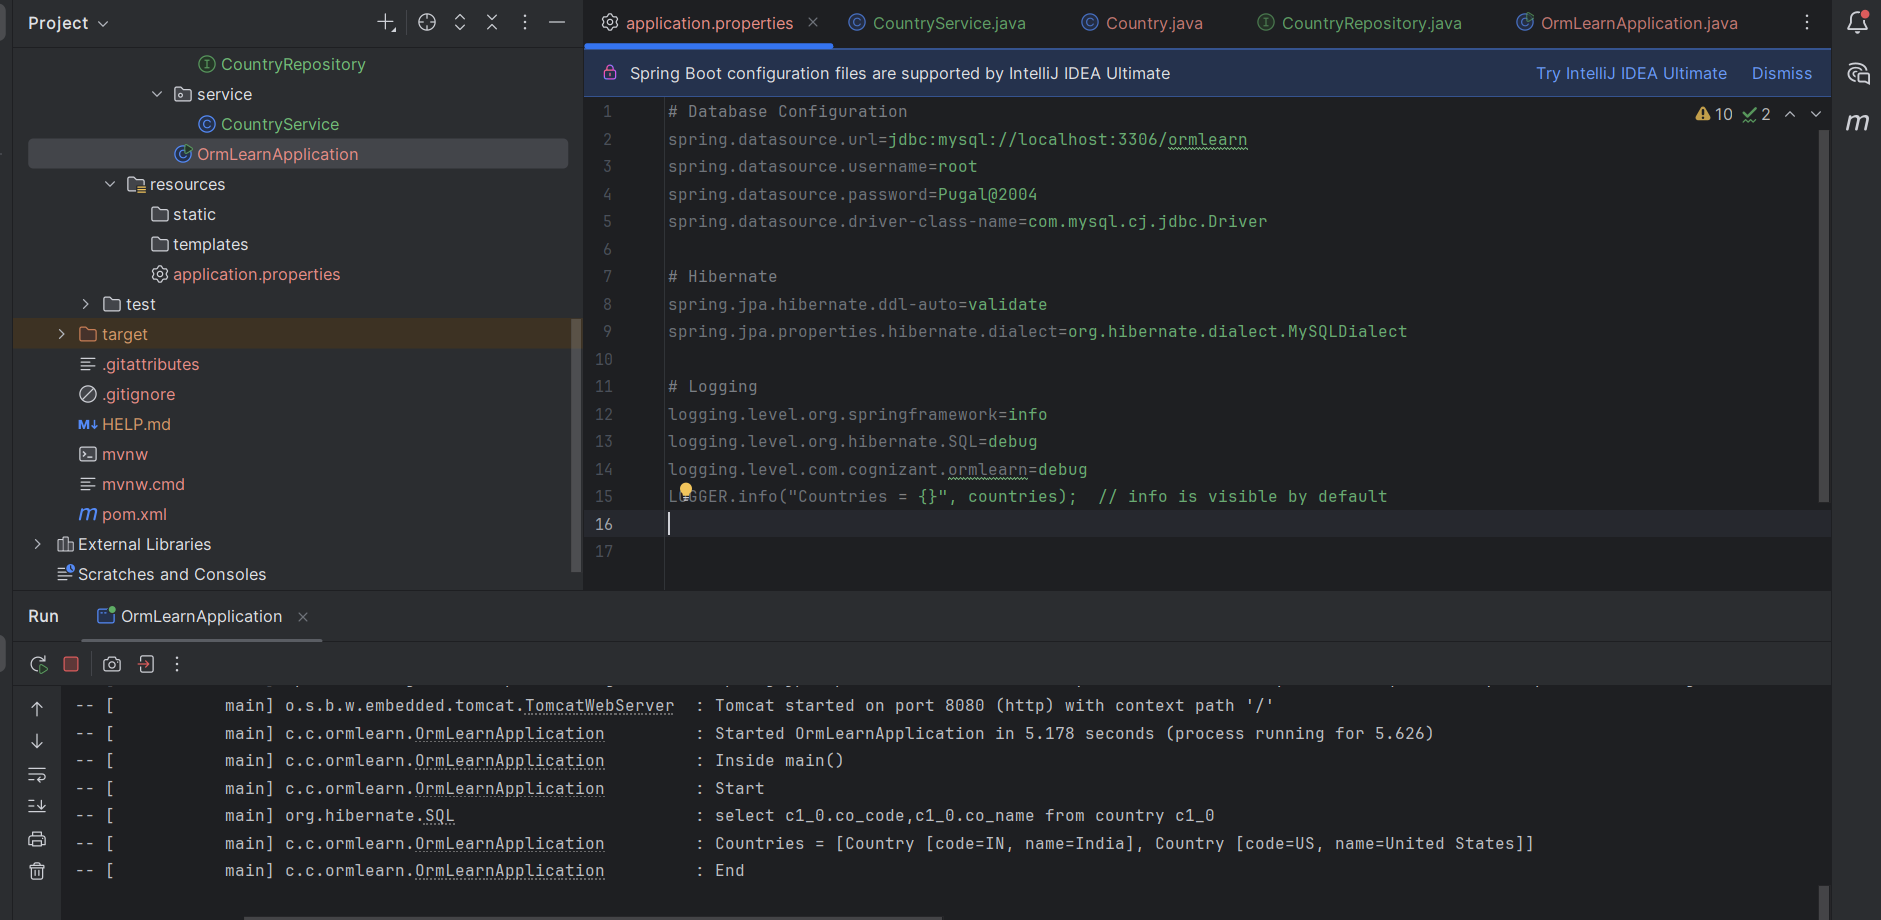 Project
CountryRepository
service
CountryService
OrmLearnApplication
resources
static
templates
application.properties
test
target
.gitattributes
.gitignore
M↓ HELP.md
mvnw
mvnw.cmd
m pom.xml
External Libraries
Scratches and Consoles
application.properties CountryService.java Country.java CountryRepository.java OrmLearnApplication.java
Spring Boot configuration files are supported by IntelliJ IDEA Ultimate Try IntelliJ IDEA Ultimate Dismiss
10 2
1 # Database Configuration
2 spring.datasource.url=jdbc:mysql://localhost:3306/ormlearn
3 spring.datasource.username=root
4 spring.datasource.password=Pugal@2004
5 spring.datasource.driver-class-name=com.mysql.cj.jdbc.Driver
6
7 # Hibernate
8 spring.jpa.hibernate.ddl-auto=validate
9 spring.jpa.properties.hibernate.dialect=org.hibernate.dialect.MySQLDialect
10
11 # Logging
12 logging.level.org.springframework=info
13 logging.level.org.hibernate.SQL=debug
14 logging.level.com.cognizant.ormlearn=debug
15 LOGGER.info("Countries = {}", countries);  // info is visible by default
16
17
m
Run OrmLearnApplication
-- [ main] o.s.b.w.embedded.tomcat.TomcatWebServer : Tomcat started on port 8080 (http) with context path '/'
-- [ main] c.c.ormlearn.OrmLearnApplication : Started OrmLearnApplication in 5.178 seconds (process running for 5.626)
-- [ main] c.c.ormlearn.OrmLearnApplication : Inside main()
-- [ main] c.c.ormlearn.OrmLearnApplication : Start
-- [ main] org.hibernate.SQL : select c1_0.co_code,c1_0.co_name from country c1_0
-- [ main] c.c.ormlearn.OrmLearnApplication : Countries = [Country [code=IN, name=India], Country [code=US, name=United States]]
-- [ main] c.c.ormlearn.OrmLearnApplication : End